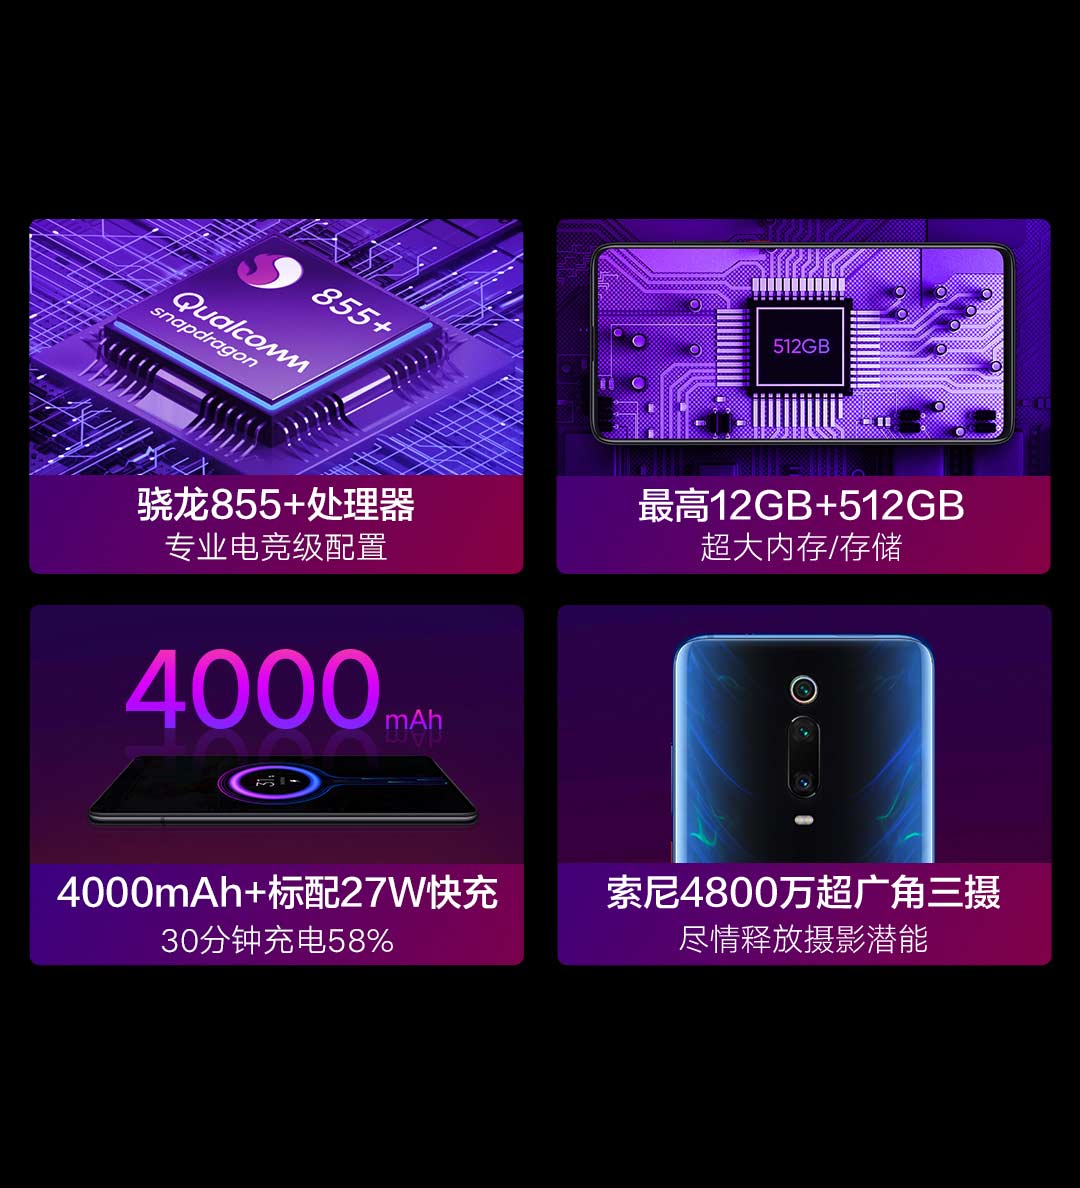 855+
Qualcomm
snapdragon
骁龙855+处理器
专业电竞级配置
512GB
最高12GB+512GB
超大内存/存储
4000mAh
4000mAh+标配27W快充
30分钟充电58%
索尼4800万超广角三摄
尽情释放摄影潜能